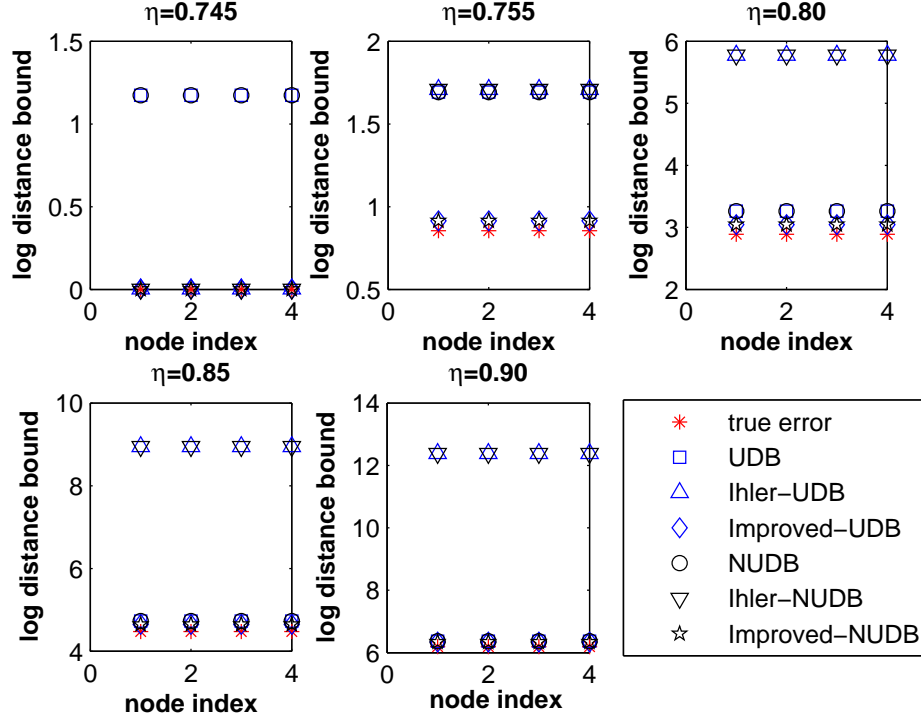 η=0.745
η=0.755
η=0.80
log distance bound
1.5
1
0.5
0
0
2
4
node index
log distance bound
2
1.5
1
0.5
0
2
4
node index
log distance bound
6
5
4
3
2
0
2
4
node index
η=0.85
η=0.90
log distance bound
10
8
6
4
0
2
4
node index
log distance bound
14
12
10
8
6
0
2
4
node index
true error
UDB
Ihler−UDB
Improved−UDB
NUDB
Ihler−NUDB
Improved−NUDB